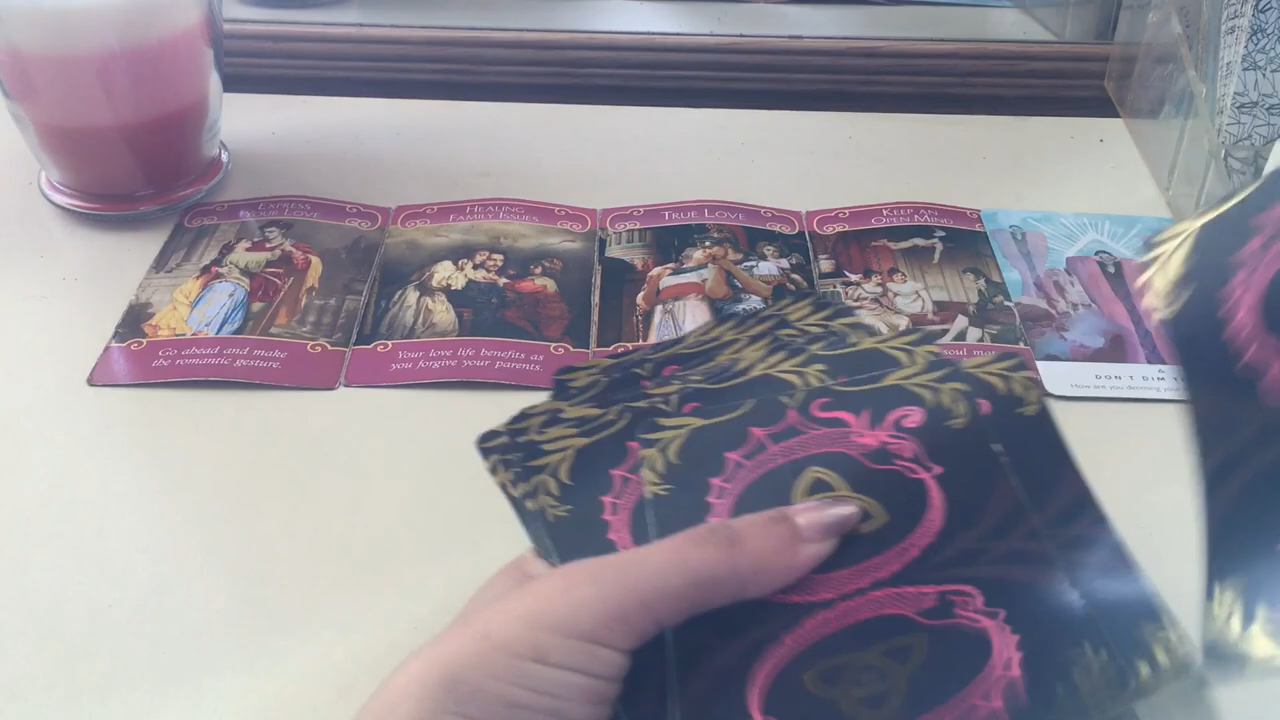 EXPRESS
YOUR LOVE
Go ahead and make
the romantic gesture.
HEALING
FAMILY ISSUES
Your love life benefits as
you forgive your parents.
TRUE LOVE
KEEP AN
OPEN MIND
soul
DON'T DIM
How are you dimming your